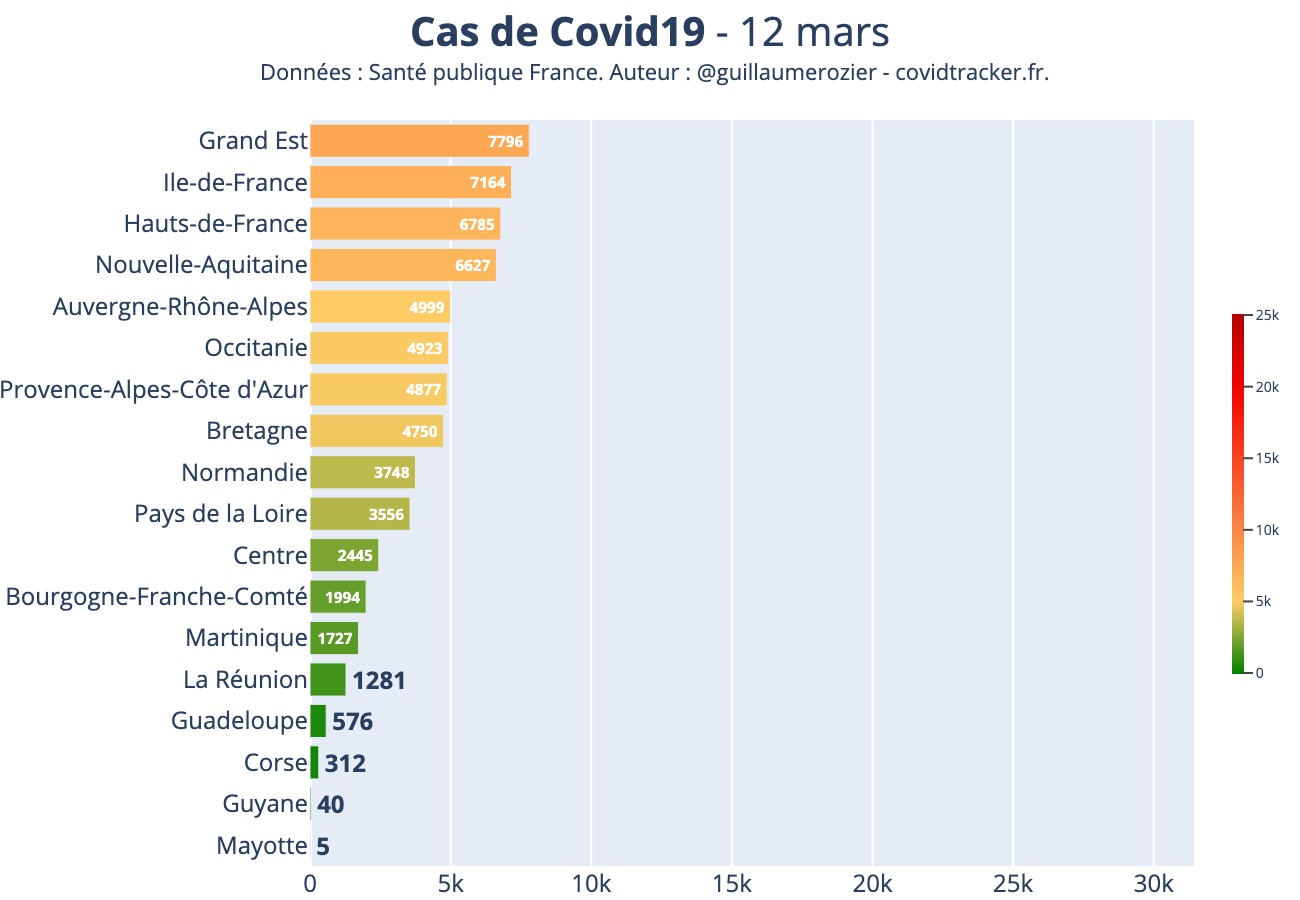 Cas de Covid19 - 12 mars
Données : Santé publique France. Auteur : @guillaumerozier - covidtracker.fr.
Grand Est 7796
Ile-de-France 7164
Hauts-de-France 6785
Nouvelle-Aquitaine 6627
Auvergne-Rhône-Alpes 4999
Occitanie 4923
Provence-Alpes-Côte d'Azur 4877
Bretagne 4750
Normandie 3748
Pays de la Loire 3556
Centre 2445
Bourgogne-Franche-Comté 1994
Martinique 1727
La Réunion 1281
Guadeloupe 576
Corse 312
Guyane 40
Mayotte 5
0 5k 10k 15k 20k 25k 30k
25k
20k
15k
10k
5k
0